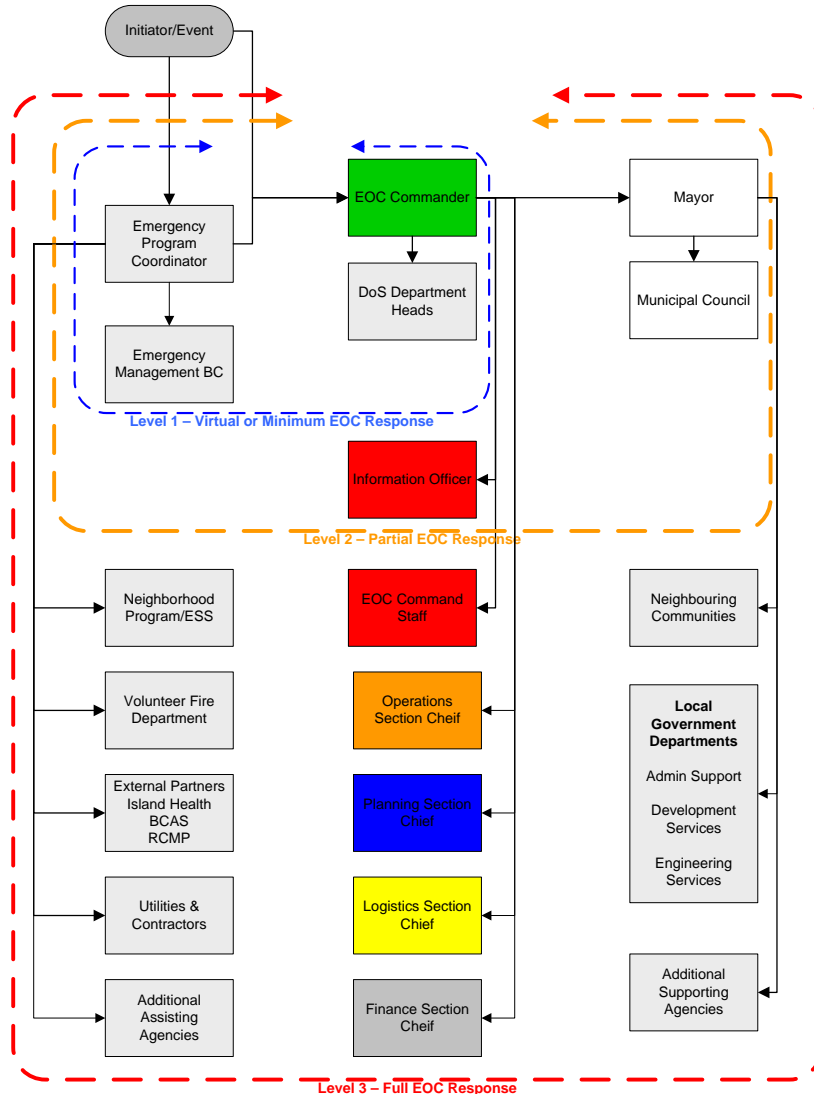 Initiator/Event
EOC Commander
Mayor
Emergency
Program
Coordinator
DoS Department
Heads
Municipal Council
Emergency
Management BC
Level 1 – Virtual or Minimum EOC Response
Information Officer
Level 2 – Partial EOC Response
Neighborhood
Program/ESS
EOC Command
Staff
Neighbouring
Communities
Volunteer Fire
Department
Operations
Section Cheif
Local
Government
Departments
Admin Support
Development
Services
Engineering
Services
External Partners
Island Health
BCAS
RCMP
Planning Section
Chief
Utilities &
Contractors
Logistics Section
Chief
Additional
Assisting
Agencies
Finance Section
Cheif
Additional
Supporting
Agencies
Level 3 – Full EOC Response